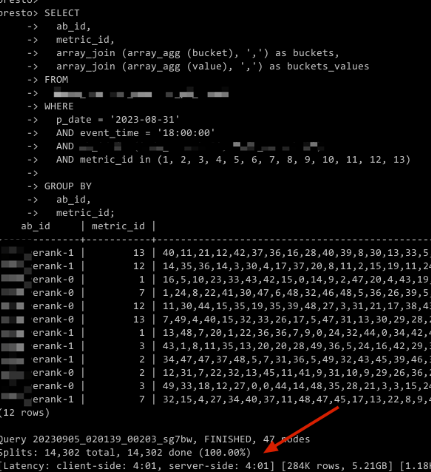 presto>
presto> SELECT
-> ab_id,
-> metric_id,
-> array_join (array_agg (bucket), ',') as buckets,
-> array_join (array_agg (value), ',') as buckets_values
-> FROM
->
-> WHERE
-> p_date = '2023-08-31'
-> AND event_time = '18:00:00'
-> AND
-> AND metric_id in (1, 2, 3, 4, 5, 6, 7, 8, 9, 10, 11, 12, 13)
->
-> GROUP BY
-> ab_id,
-> metric_id;
ab_id | metric_id |
erank-1 | 13 | 40,11,21,12,42,37,36,16,28,40,39,8,30,13,33,5,
erank-1 | 12 | 14,35,36,14,3,30,4,17,37,20,8,11,2,15,19,11,24
erank-0 | 1 | 16,5,10,23,33,43,42,15,0,14,9,2,47,20,4,43,19,
erank-0 | 7 | 1,24,8,22,41,30,47,6,48,32,46,48,5,36,26,39,5,
erank-0 | 12 | 11,30,44,15,35,19,35,39,48,27,3,31,21,17,38,4
erank-0 | 13 | 7,49,4,40,15,32,33,26,17,5,47,31,13,30,29,28,2
erank-1 | 1 | 13,48,7,20,1,22,36,36,7,9,0,24,32,44,0,34,42,4
erank-1 | 3 | 43,1,8,11,35,13,20,20,28,49,36,5,24,16,42,29,3
erank-1 | 2 | 34,47,47,37,48,5,7,31,36,5,49,32,43,45,39,46,
erank-0 | 2 | 12,31,7,22,32,13,45,11,41,9,31,10,9,29,26,36,2
erank-0 | 3 | 49,33,18,12,27,0,0,44,14,48,35,28,21,3,3,15,24
erank-1 | 7 | 32,15,4,27,34,40,37,11,48,47,45,17,13,22,8,9,4
(12 rows)
Query 20230905_020139_00203_sg7bw, FINISHED, 47 nodes
Splits: 14,302 total, 14,302 done (100.00%)
[Latency: client-side: 4:01, server-side: 4:01] [284K rows, 5.21GB] [1.18